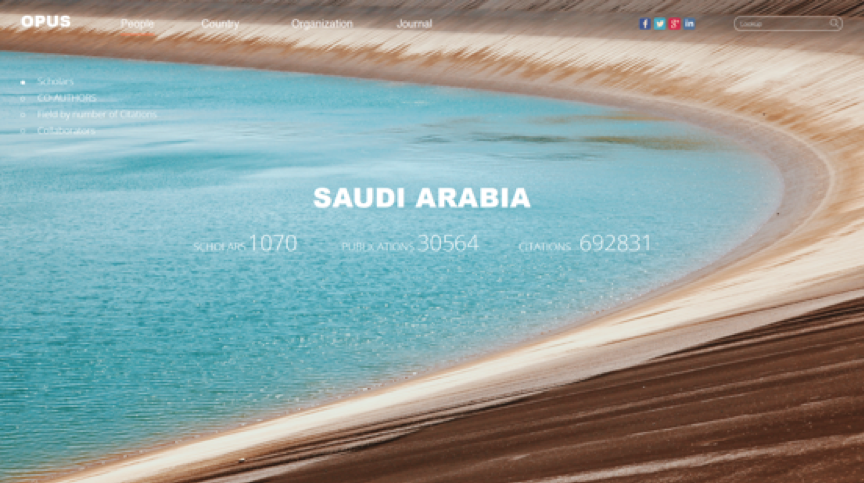 OPUS People Country Organization Journal Lookup
Scholars
CO-AUTHORS
Field by number of Citations
Collaborators
SAUDI ARABIA
SCHOLARS 1070 PUBLICATIONS 30564 CITATIONS 692831